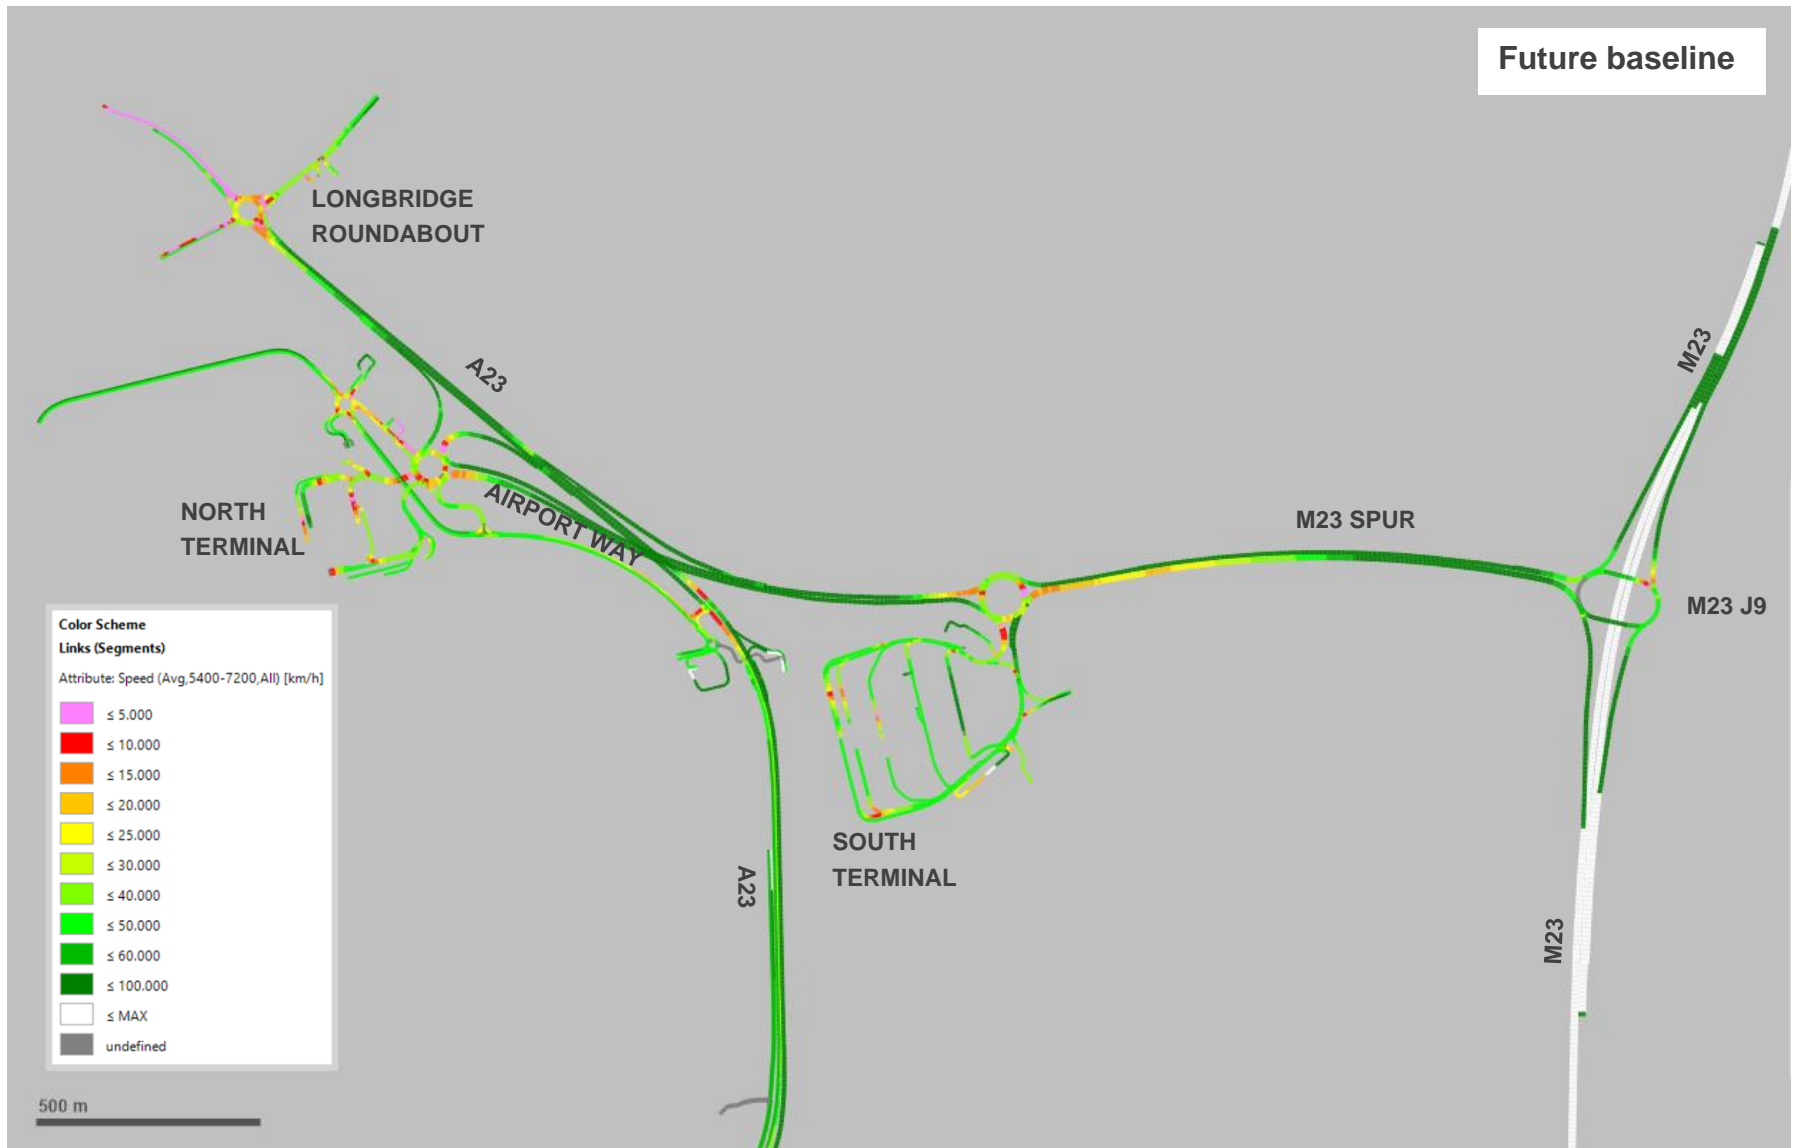 Future baseline
LONGBRIDGE
ROUNDABOUT
A23
M23
NORTH
TERMINAL
AIRPORT WAY
M23 SPUR
M23 J9
Color Scheme
Links (Segments)
Attribute: Speed (Avg,5400-7200,All) [km/h]
≤ 5.000
≤ 10.000
≤ 15.000
≤ 20.000
≤ 25.000
≤ 30.000
≤ 40.000
≤ 50.000
≤ 60.000
≤ 100.000
≤ MAX
undefined
SOUTH
TERMINAL
A23
M23
500 m